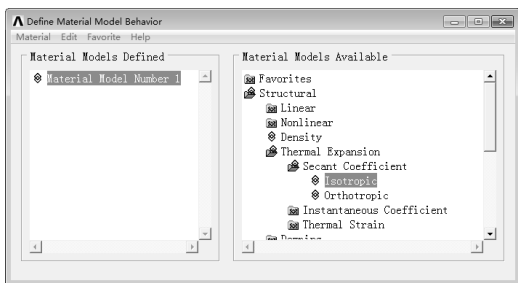 Define Material Model Behavior
Material Edit Favorite Help
Material Models Defined
Material Model Number 1
Material Models Available
Favorites
Structural
Linear
Nonlinear
Density
Thermal Expansion
Secant Coefficient
Isotropic
Orthotropic
Instantaneous Coefficient
Thermal Strain
Damping